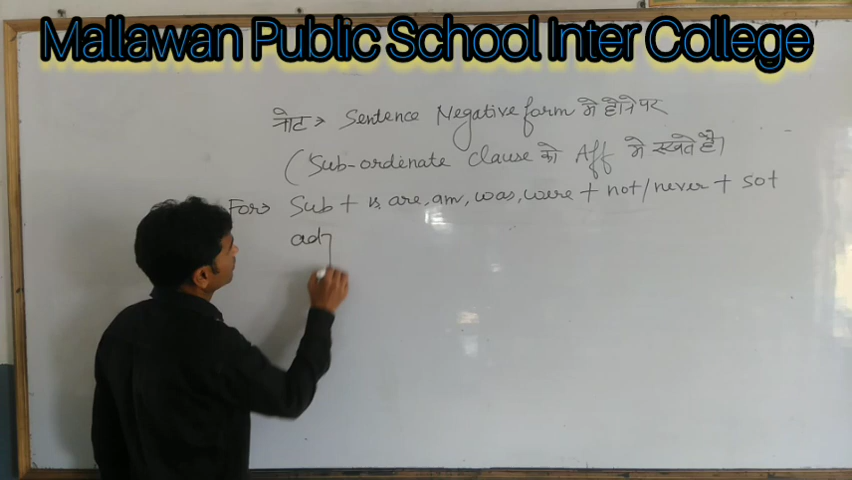 Mallawan Public School Inter College
नोट → Sentence Negative form मे होने पर
(Sub-ordinate clause को Aff मे रखते है।
For→ Sub + is, are, am, was, were + not/never + so+
adj